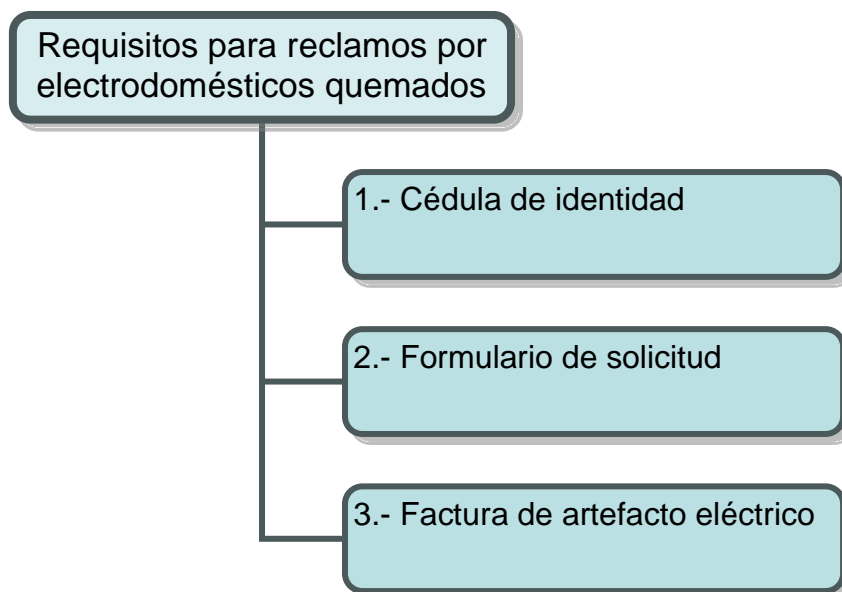 Requisitos para reclamos por
electrodomésticos quemados
1.- Cédula de identidad
2.- Formulario de solicitud
3.- Factura de artefacto eléctrico